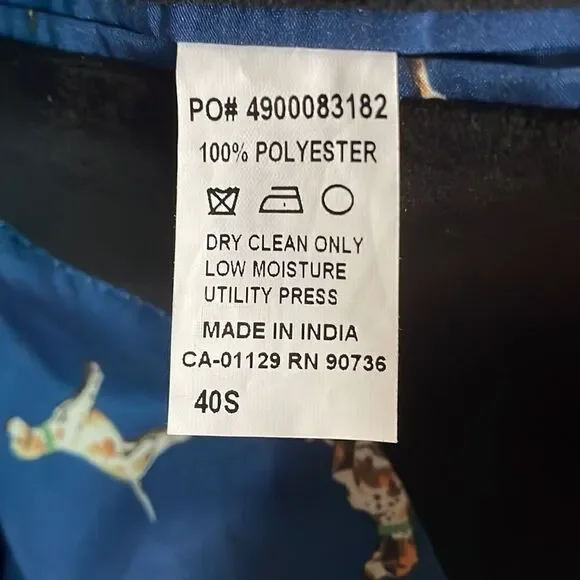 PO# 4900083182
100% POLYESTER
DRY CLEAN ONLY
LOW MOISTURE
UTILITY PRESS
MADE IN INDIA
CA-01129 RN 90736
40S